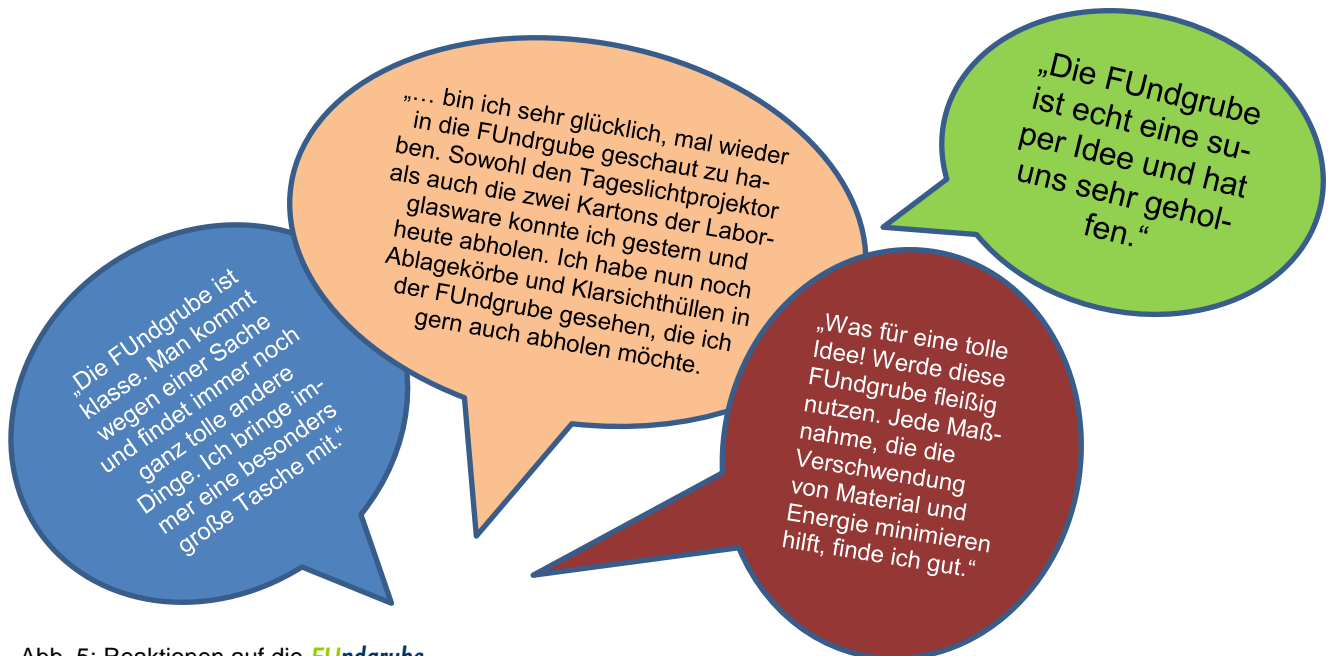 „Die FUndgrube ist
klasse. Man kommt
wegen einer Sache
und findet immer noch
ganz tolle andere
Dinge. Ich bringe im-
mer eine besonders
große Tasche mit.“
„… bin ich sehr glücklich, mal wieder
in die FUndrgube geschaut zu ha-
ben. Sowohl den Tageslichtprojektor
als auch die zwei Kartons der Labor-
glasware konnte ich gestern und
heute abholen. Ich habe nun noch
Ablagekörbe und Klarsichthüllen in
der FUndgrube gesehen, die ich
gern auch abholen möchte.
„Die FUndgrube
ist echt eine su-
per Idee und hat
uns sehr gehol-
fen.“
„Was für eine tolle
Idee! Werde diese
FUndgrube fleißig
nutzen. Jede Maß-
nahme, die die
Verschwendung
von Material und
Energie minimieren
hilft, finde ich gut.“
Abb. 5: Reaktionen auf die FUndgrube